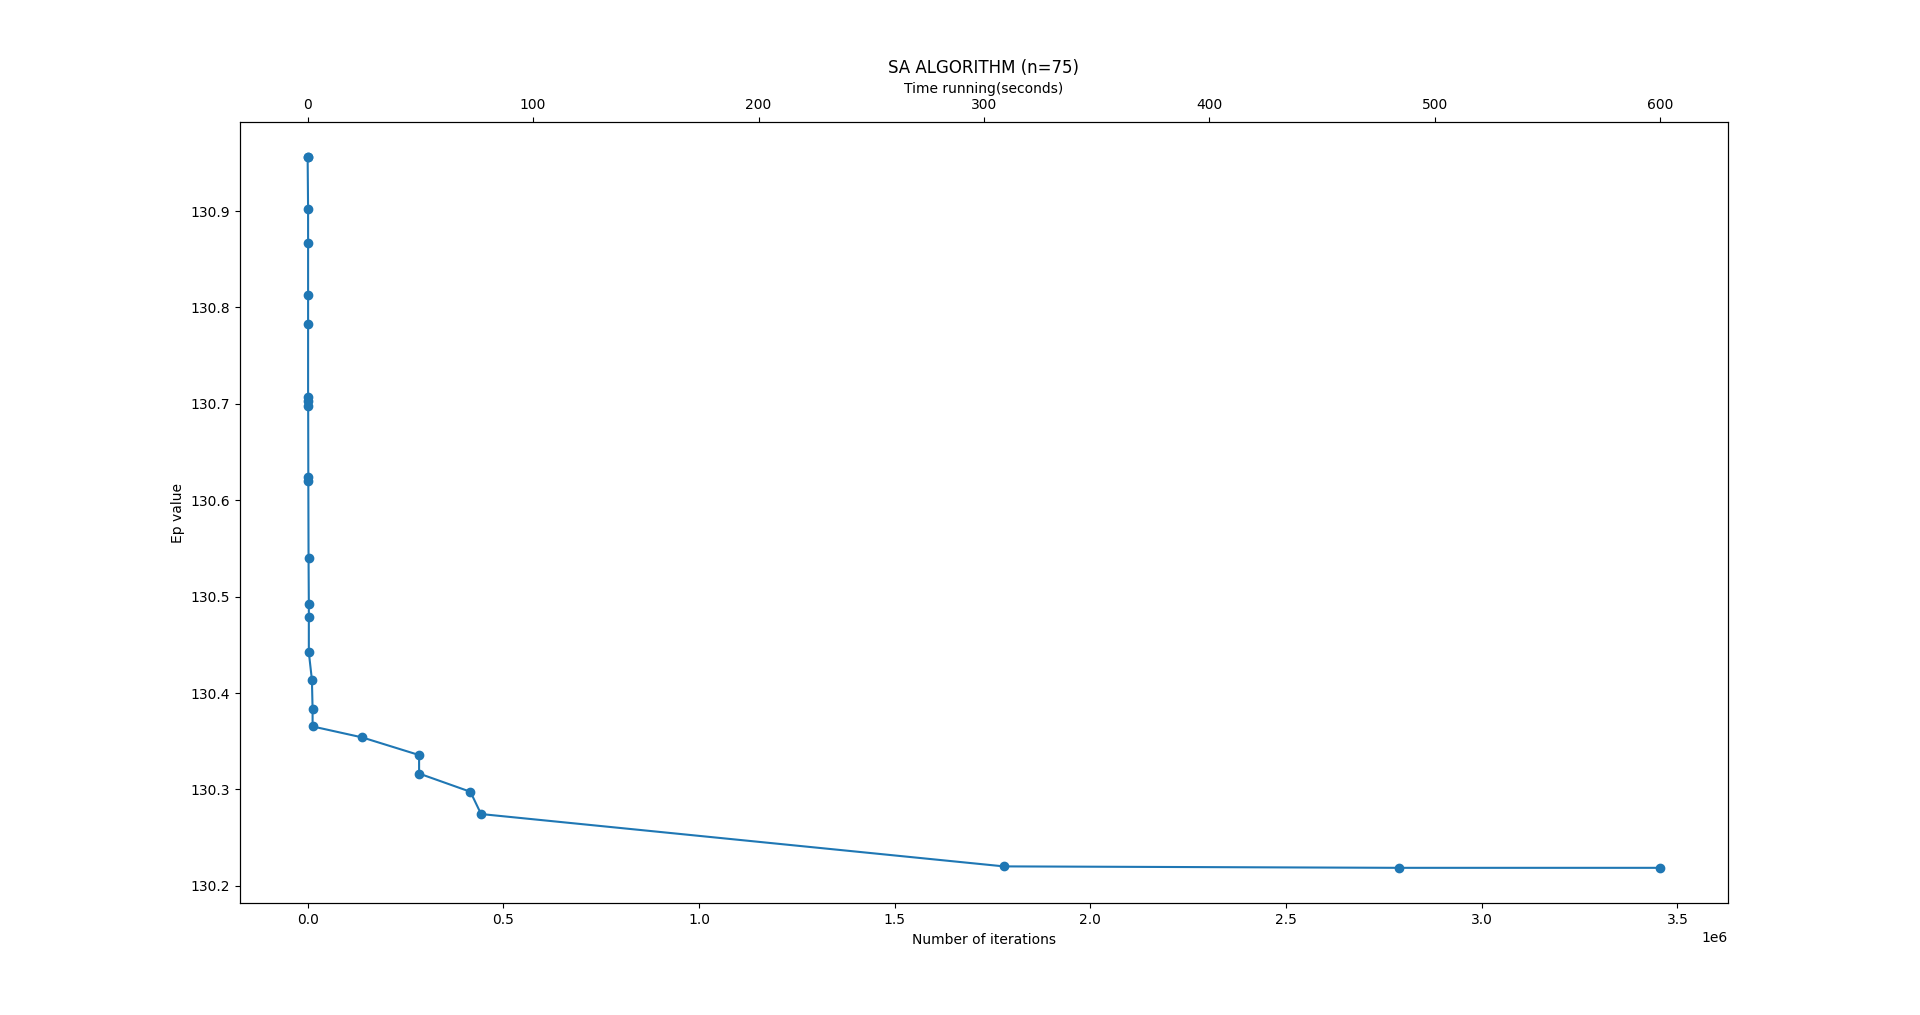 SA ALGORITHM (n=75)
Time running(seconds)
0 100 200 300 400 500 600
130.9
130.8
130.7
130.6
130.5
130.4
130.3
130.2
Ep value
0.0 0.5 1.0 1.5 2.0 2.5 3.0 3.5
Number of iterations
1e6